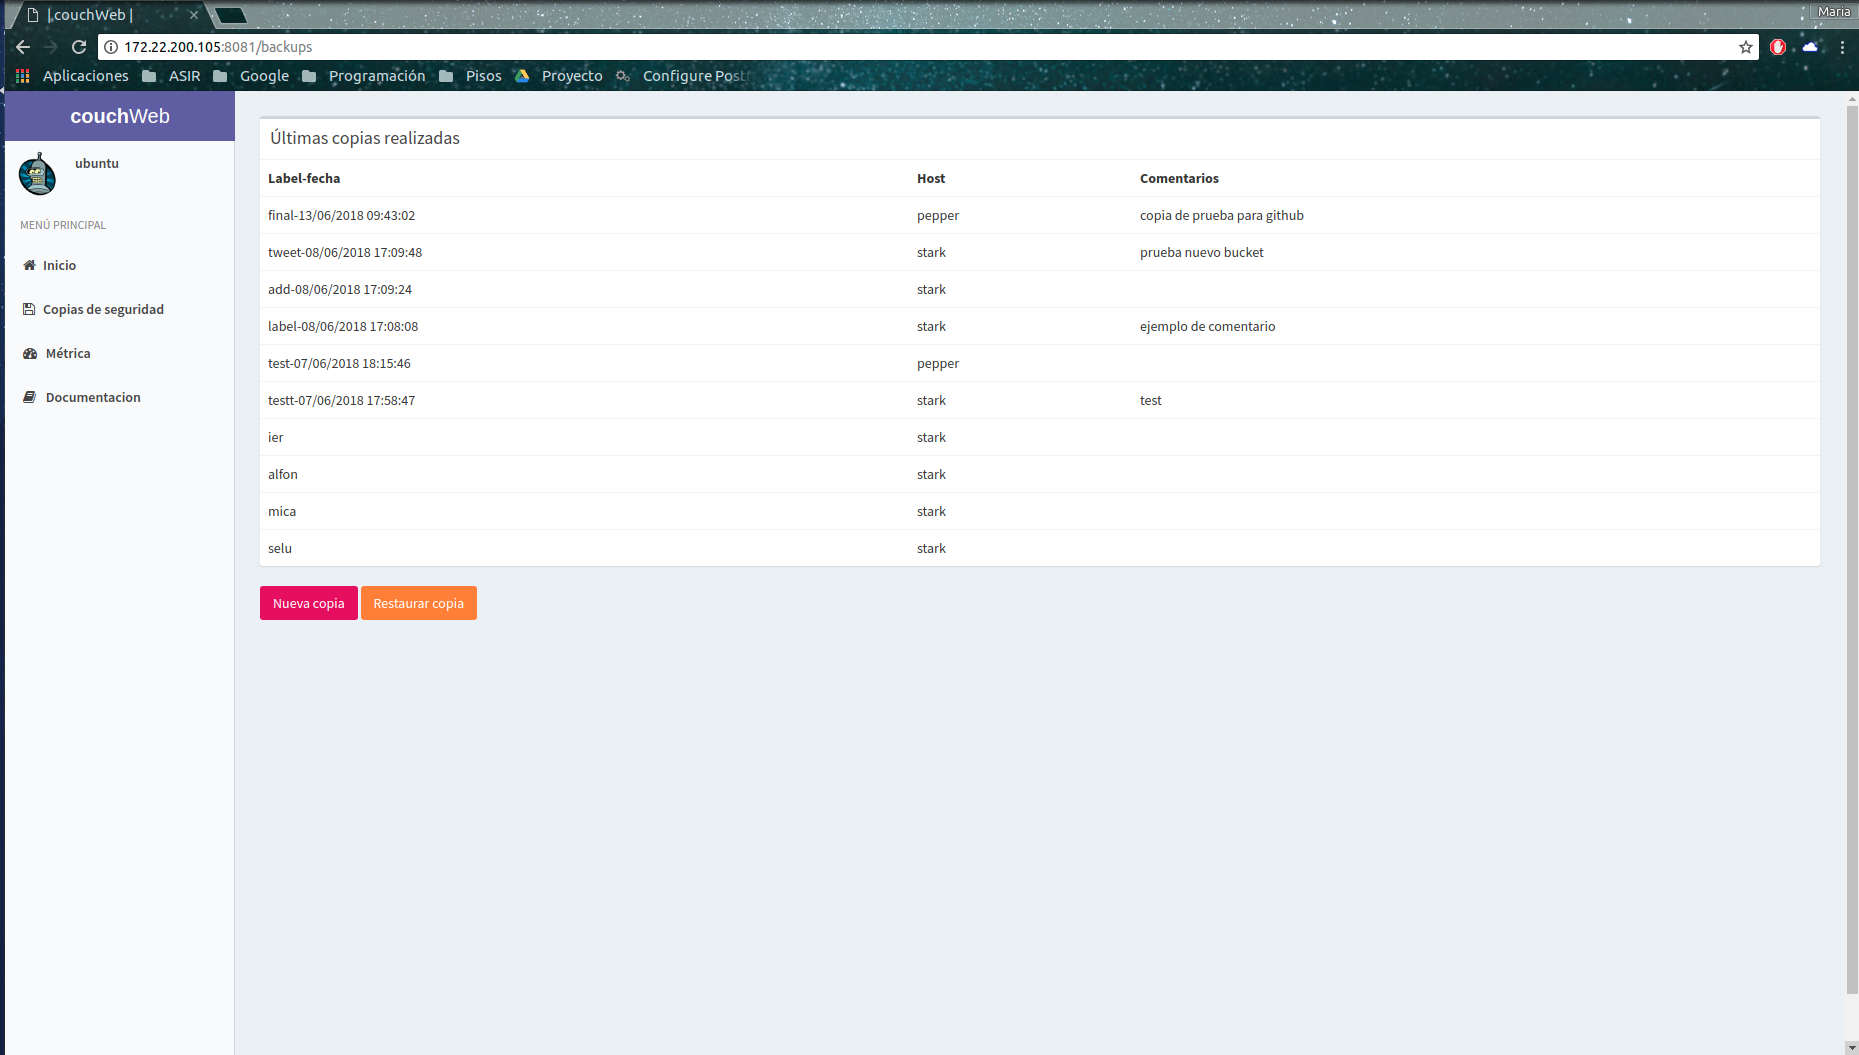 | couchWeb |
Maria
172.22.200.105:8081/backups
Aplicaciones ASIR Google Programación Pisos Proyecto Configure Post
couchWeb
ubuntu
MENÚ PRINCIPAL
Inicio
Copias de seguridad
Métrica
Documentacion
Últimas copias realizadas
Label-fecha Host Comentarios
final-13/06/2018 09:43:02 pepper copia de prueba para github
tweet-08/06/2018 17:09:48 stark prueba nuevo bucket
add-08/06/2018 17:09:24 stark
label-08/06/2018 17:08:08 stark ejemplo de comentario
test-07/06/2018 18:15:46 pepper
testt-07/06/2018 17:58:47 stark test
ier stark
alfon stark
mica stark
selu stark
Nueva copia Restaurar copia